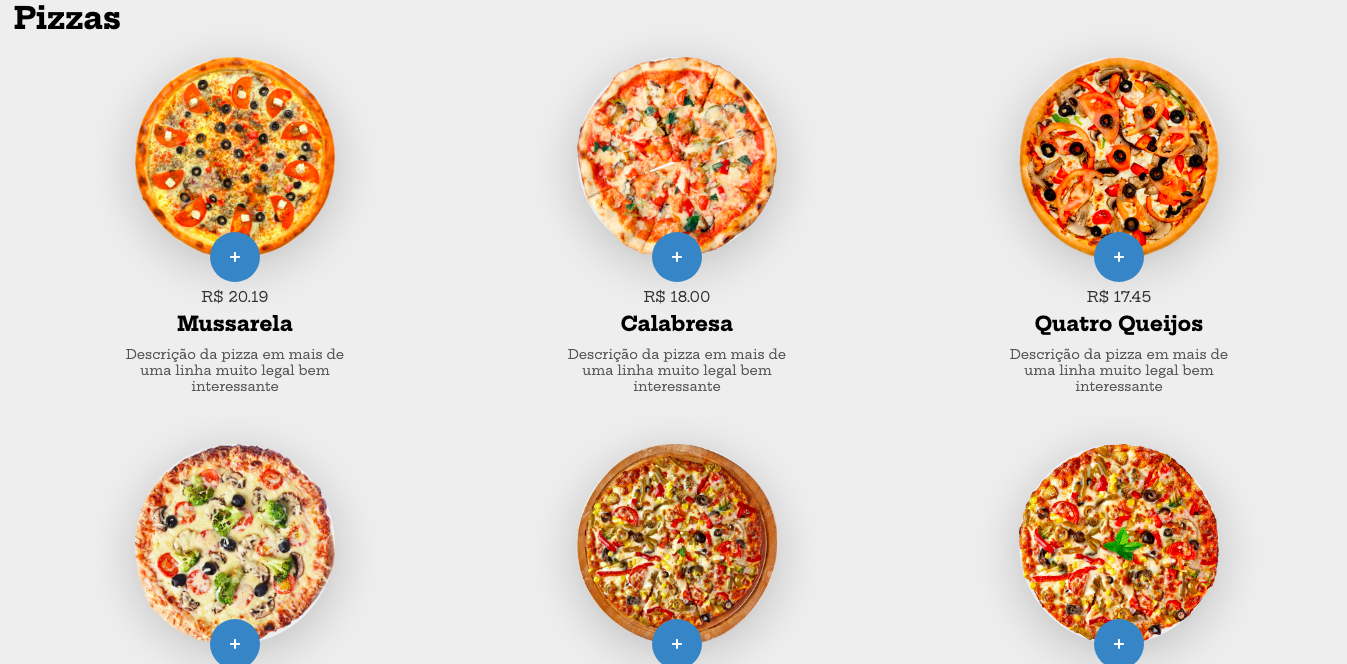 Pizzas
+
+
+
R$ 20.19
R$ 18.00
R$ 17.45
Mussarela
Calabresa
Quatro Queijos
Descrição da pizza em mais de
uma linha muito legal bem
interessante
Descrição da pizza em mais de
uma linha muito legal bem
interessante
Descrição da pizza em mais de
uma linha muito legal bem
interessante
+
+
+